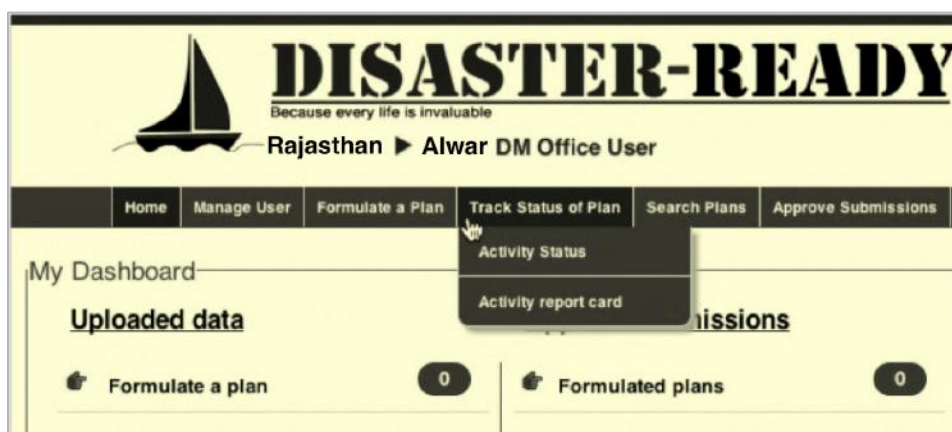 DISASTER-READY
Because every life is invaluable
Rajasthan ▶ Alwar DM Office User
Home Manage User Formulate a Plan Track Status of Plan Search Plans Approve Submissions
Activity Status
Activity report card
My Dashboard
Uploaded data
Formulate a plan 0
Formulated plans 0